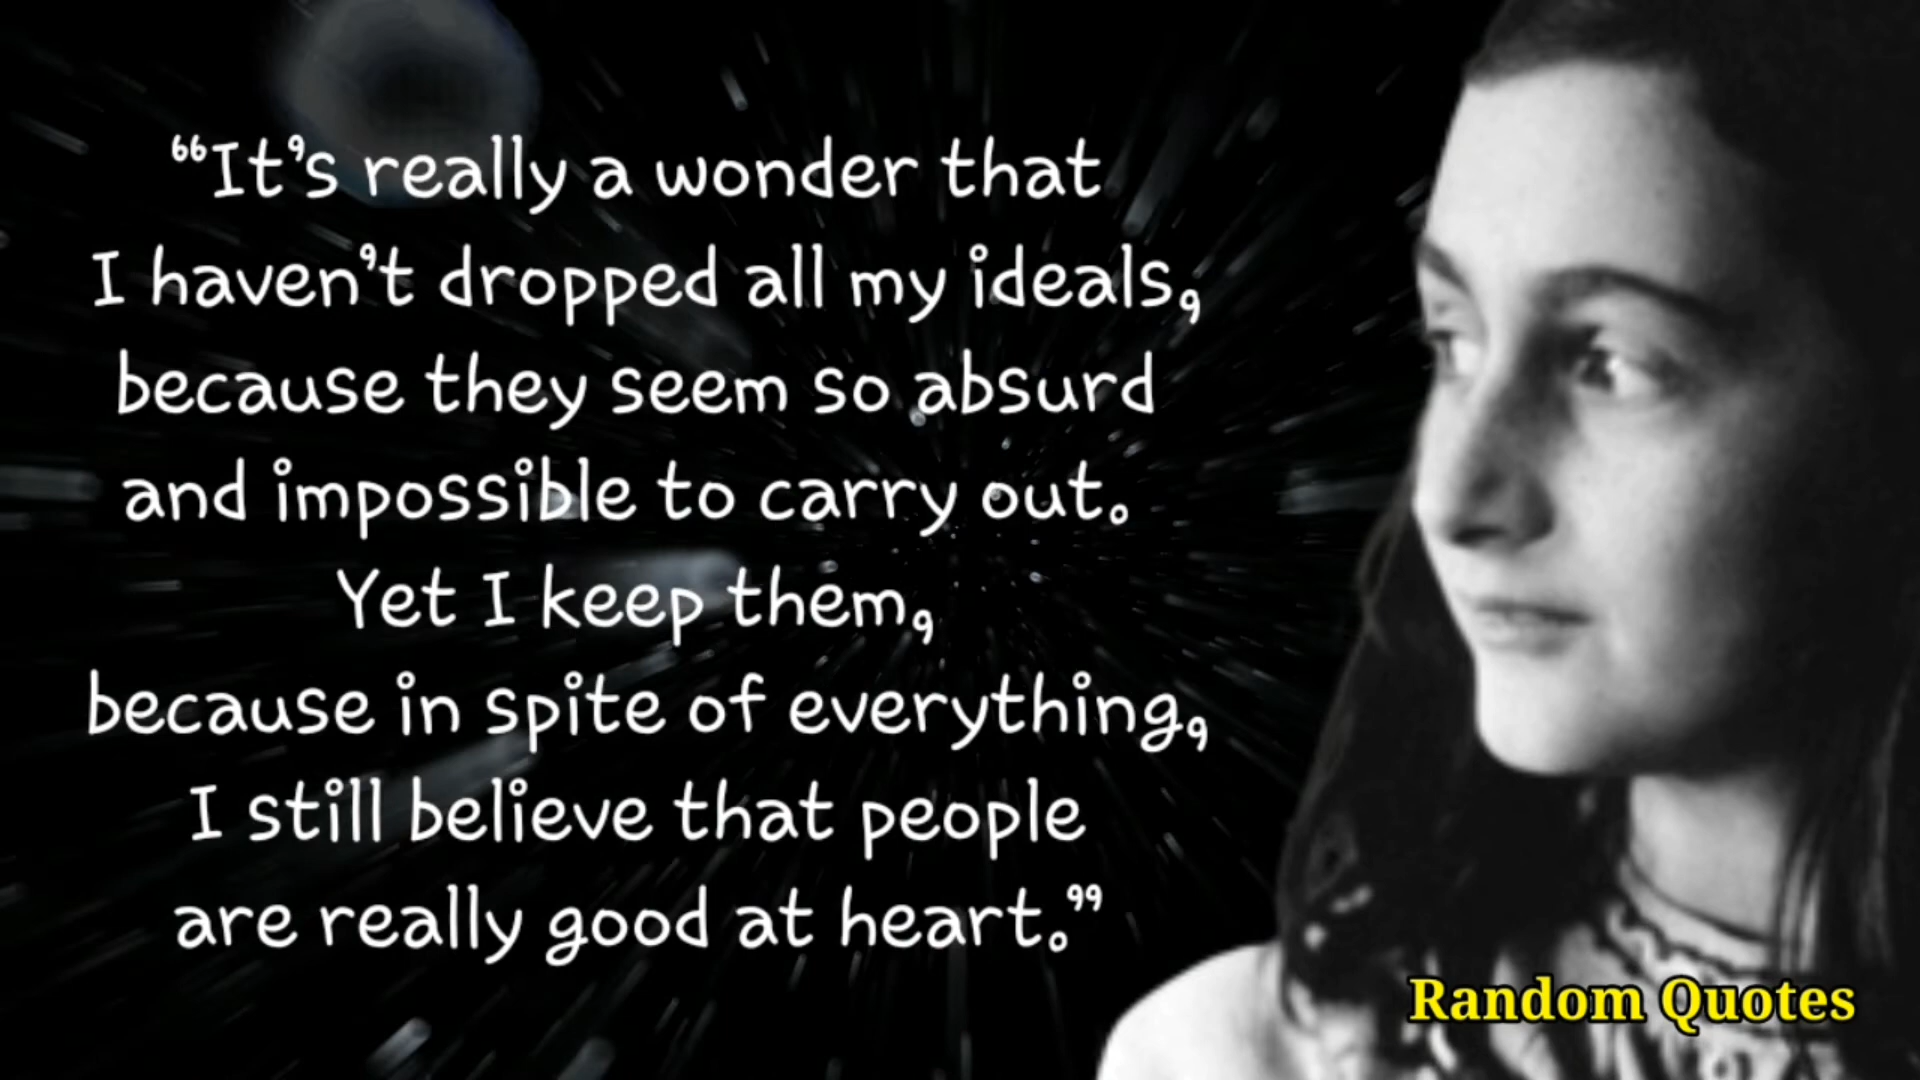 “It’s really a wonder that
I haven’t dropped all my ideals,
because they seem so absurd
and impossible to carry out.
Yet I keep them,
because in spite of everything,
I still believe that people
are really good at heart.”
Random Quotes